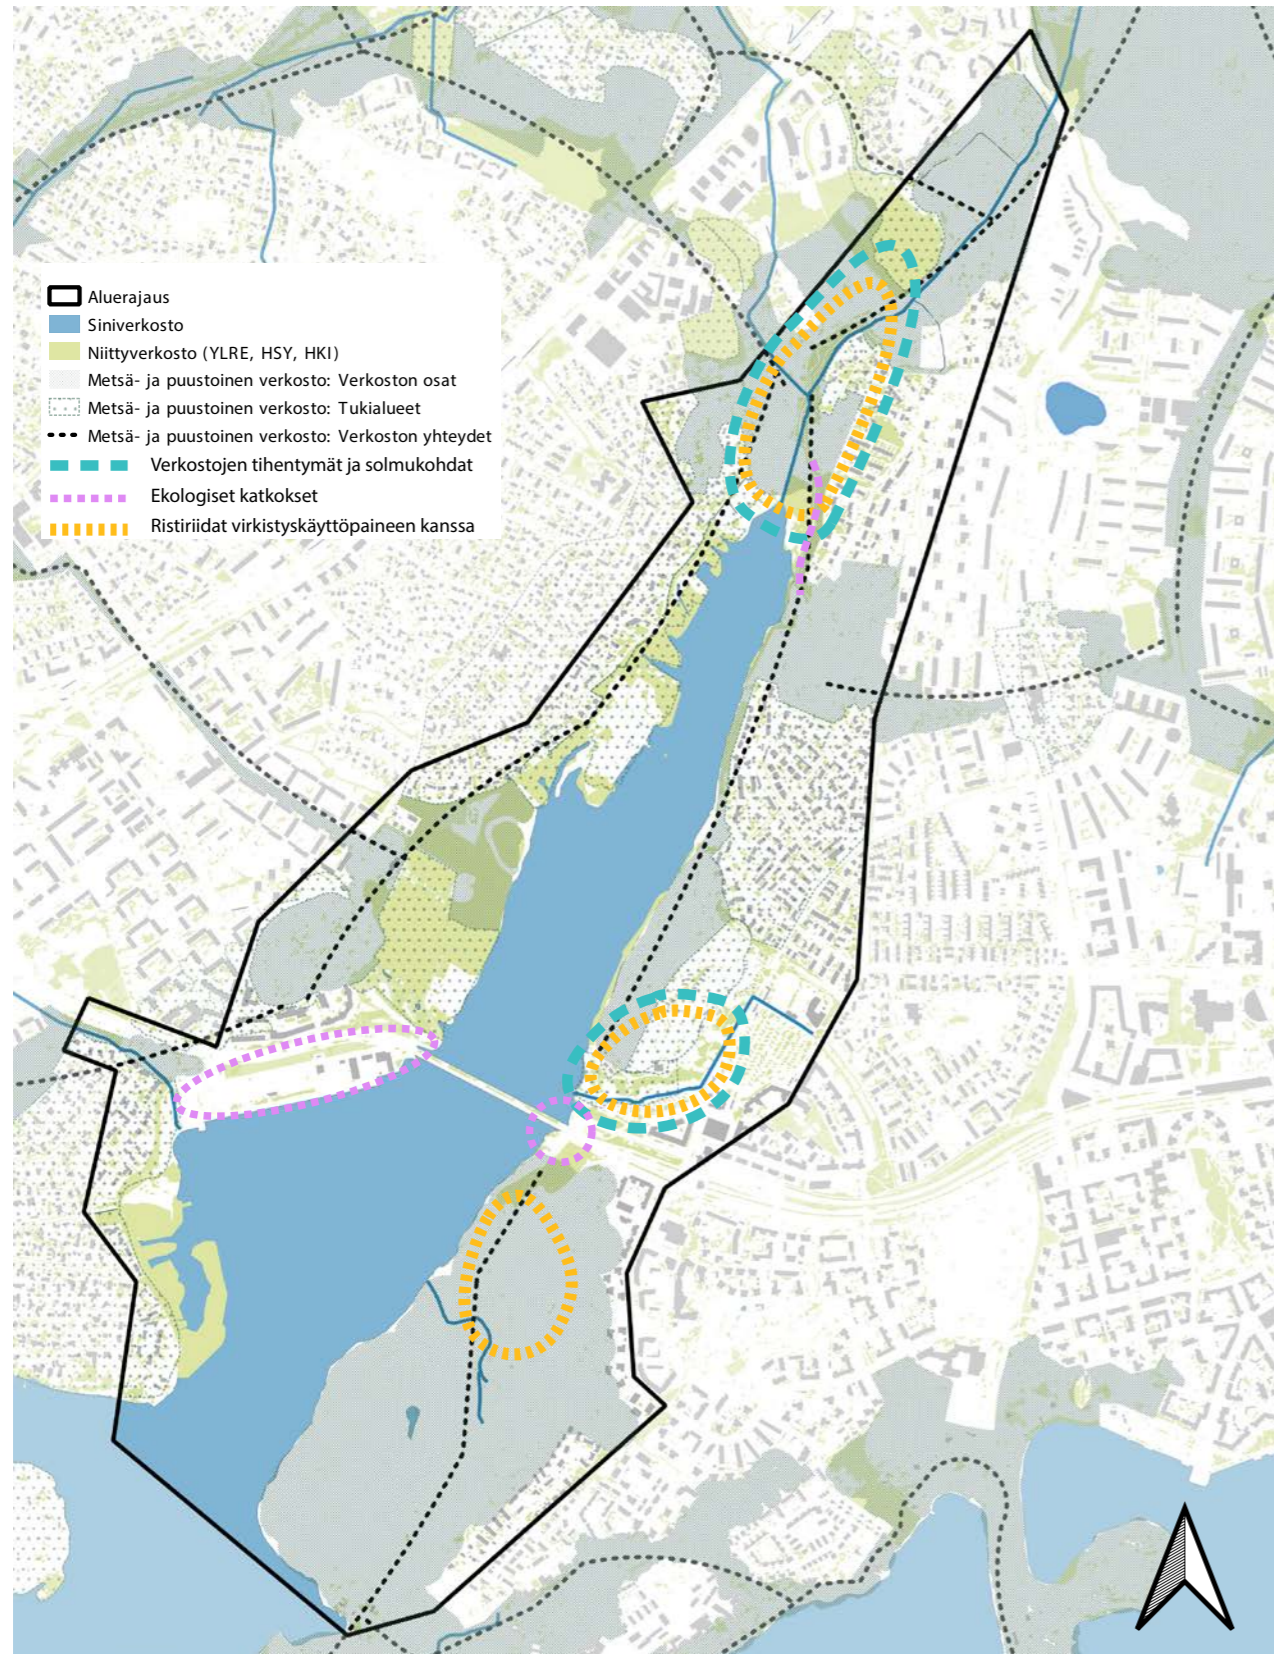 Aluerajaus
Siniverkosto
Niittyverkosto (YLRE, HSY, HKI)
Metsä- ja puustoinen verkosto: Verkoston osat
Metsä- ja puustoinen verkosto: Tukialueet
Metsä- ja puustoinen verkosto: Verkoston yhteydet
Verkostojen tihentymät ja solmukohdat
Ekologiset katkokset
Ristiriidat virkistyskäyttöpaineen kanssa